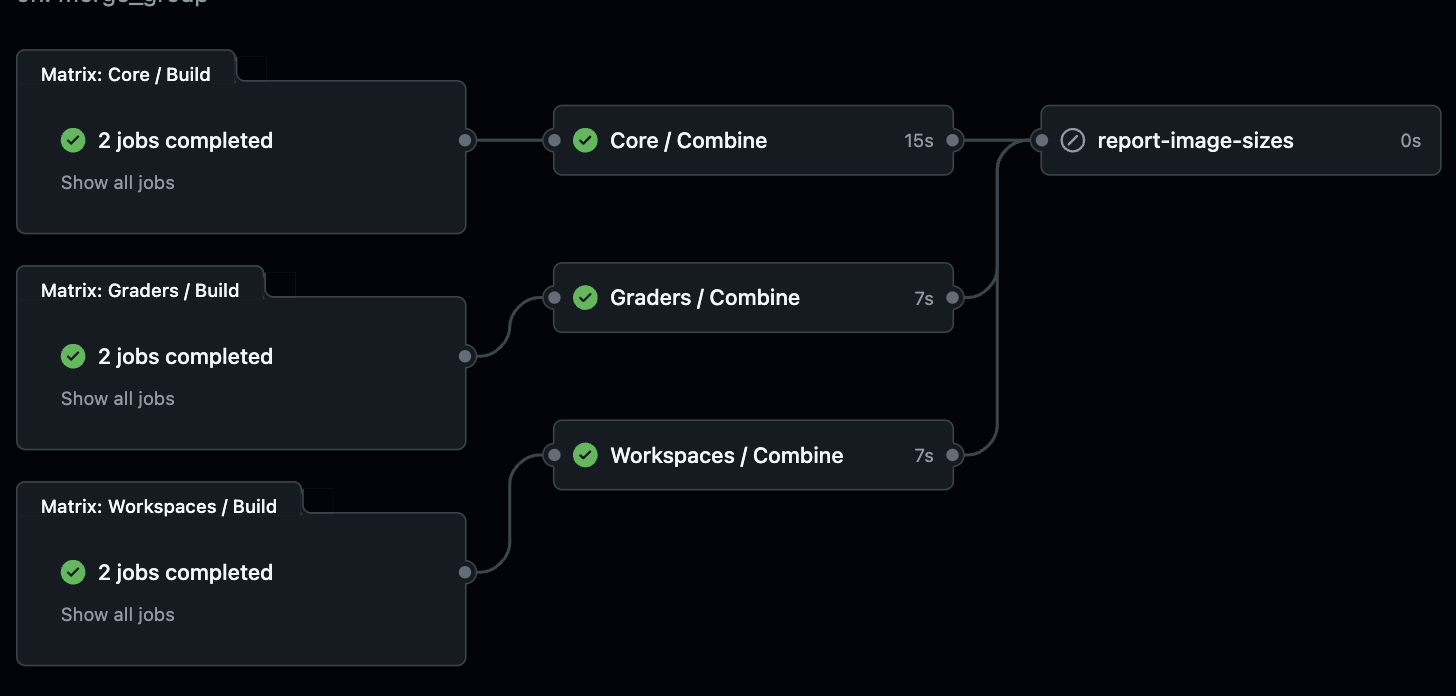 on: merge_group
Matrix: Core / Build
2 jobs completed
Show all jobs
Core / Combine 15s
report-image-sizes 0s
Matrix: Graders / Build
2 jobs completed
Show all jobs
Graders / Combine 7s
Matrix: Workspaces / Build
2 jobs completed
Show all jobs
Workspaces / Combine 7s